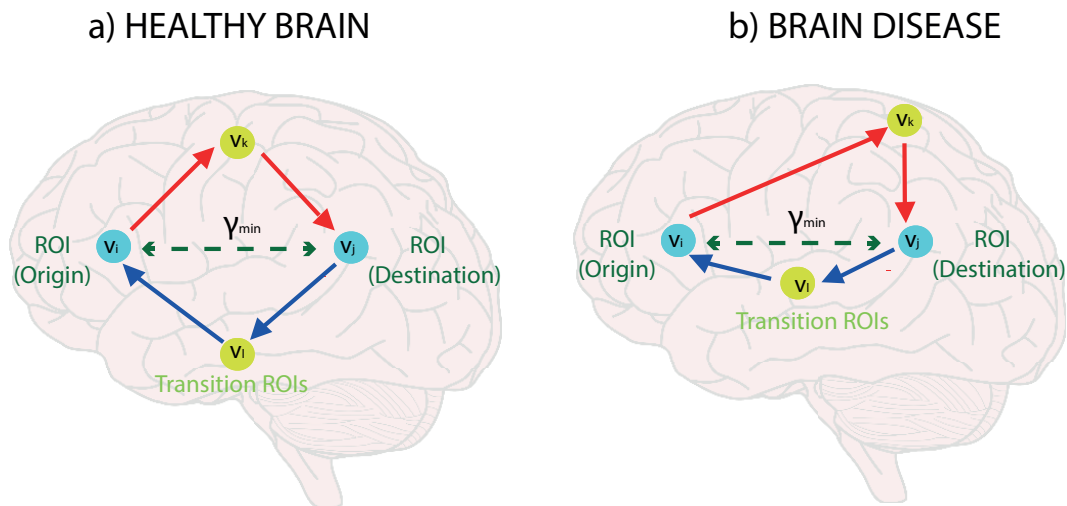 a) HEALTHY BRAIN
vk
γmin
vi
vj
ROI
(Origin)
ROI
(Destination)
vl
Transition ROIs
b) BRAIN DISEASE
vk
γmin
vi
vj
ROI
(Origin)
ROI
(Destination)
vl
Transition ROIs